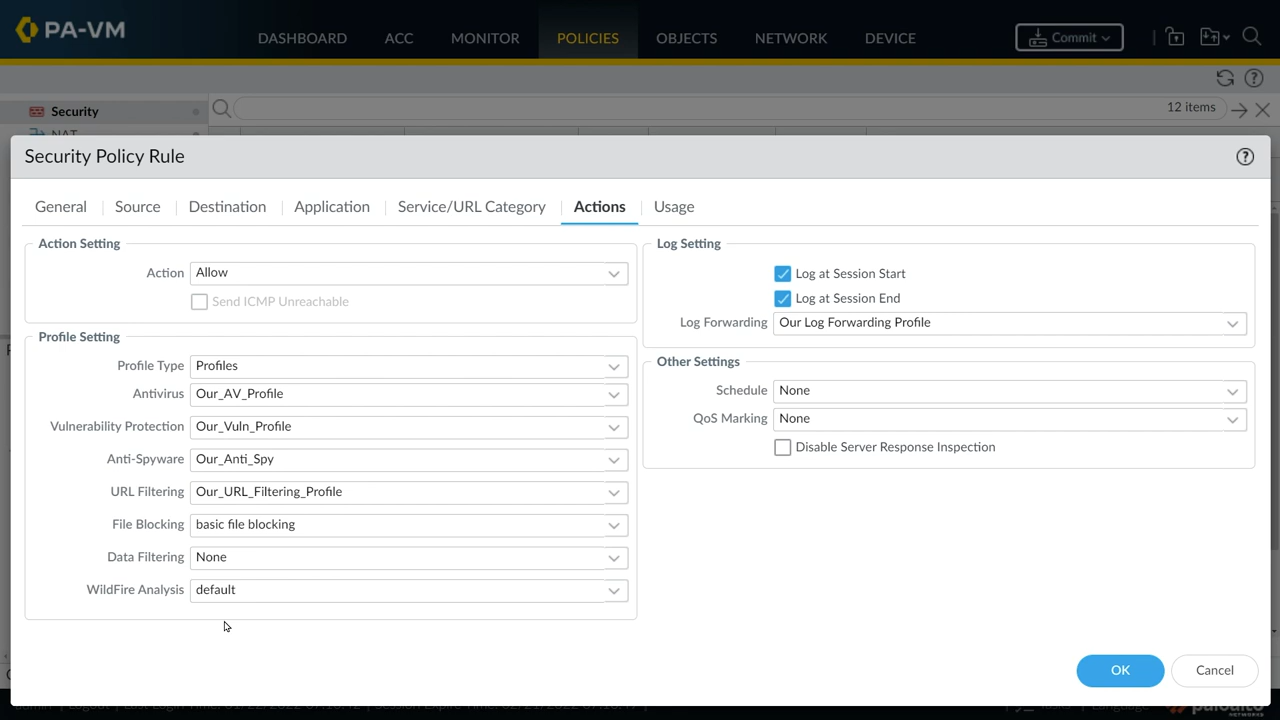 PA-VM
DASHBOARD ACC MONITOR POLICIES OBJECTS NETWORK DEVICE
Commit
Security
12 items
NAT
Security Policy Rule
General Source Destination Application Service/URL Category Actions Usage
Action Setting
Action Allow
Send ICMP Unreachable
Profile Setting
Profile Type Profiles
Antivirus Our_AV_Profile
Vulnerability Protection Our_Vuln_Profile
Anti-Spyware Our_Anti_Spy
URL Filtering Our_URL_Filtering_Profile
File Blocking basic file blocking
Data Filtering None
WildFire Analysis default
Log Setting
Log at Session Start
Log at Session End
Log Forwarding Our Log Forwarding Profile
Other Settings
Schedule None
QoS Marking None
Disable Server Response Inspection
OK Cancel